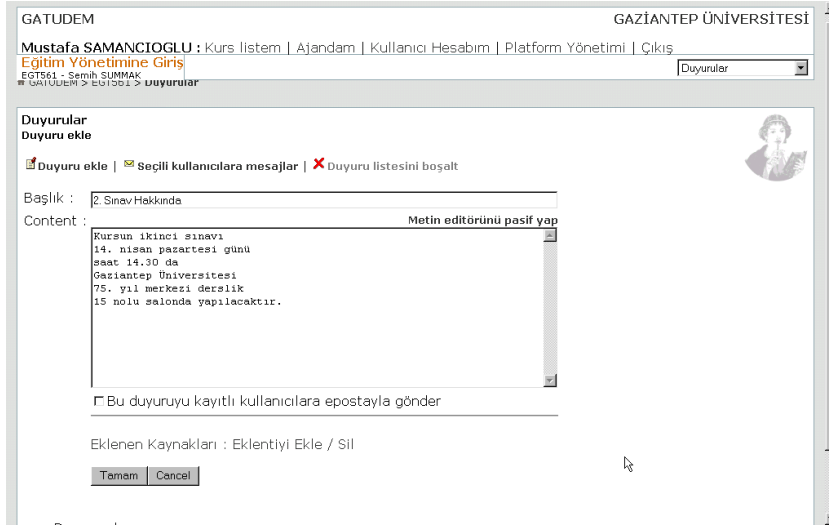 GATUDEM GAZİANTEP ÜNİVERSİTESİ
Mustafa SAMANCIOGLU : Kurs listem | Ajandam | Kullanıcı Hesabım | Platform Yönetimi | Çıkış
Eğitim Yönetimine Giriş
EGT561 - Semih SUMMAK
Duyurular
GATUDEM > EGT561 > Duyurular
Duyurular
Duyuru ekle
Duyuru ekle | Seçili kullanıcılara mesajlar | Duyuru listesini boşalt
Başlık : 2. Sınav Hakkında
Content : Metin editörünü pasif yap
Kursun ikinci sınavı
14. nisan pazartesi günü
saat 14.30 da
Gaziantep Üniversitesi
75. yıl merkezi derslik
15 nolu salonda yapılacaktır.
Bu duyuruyu kayıtlı kullanıcılara epostayla gönder
Eklenen Kaynakları : Eklentiyi Ekle / Sil
Tamam Cancel